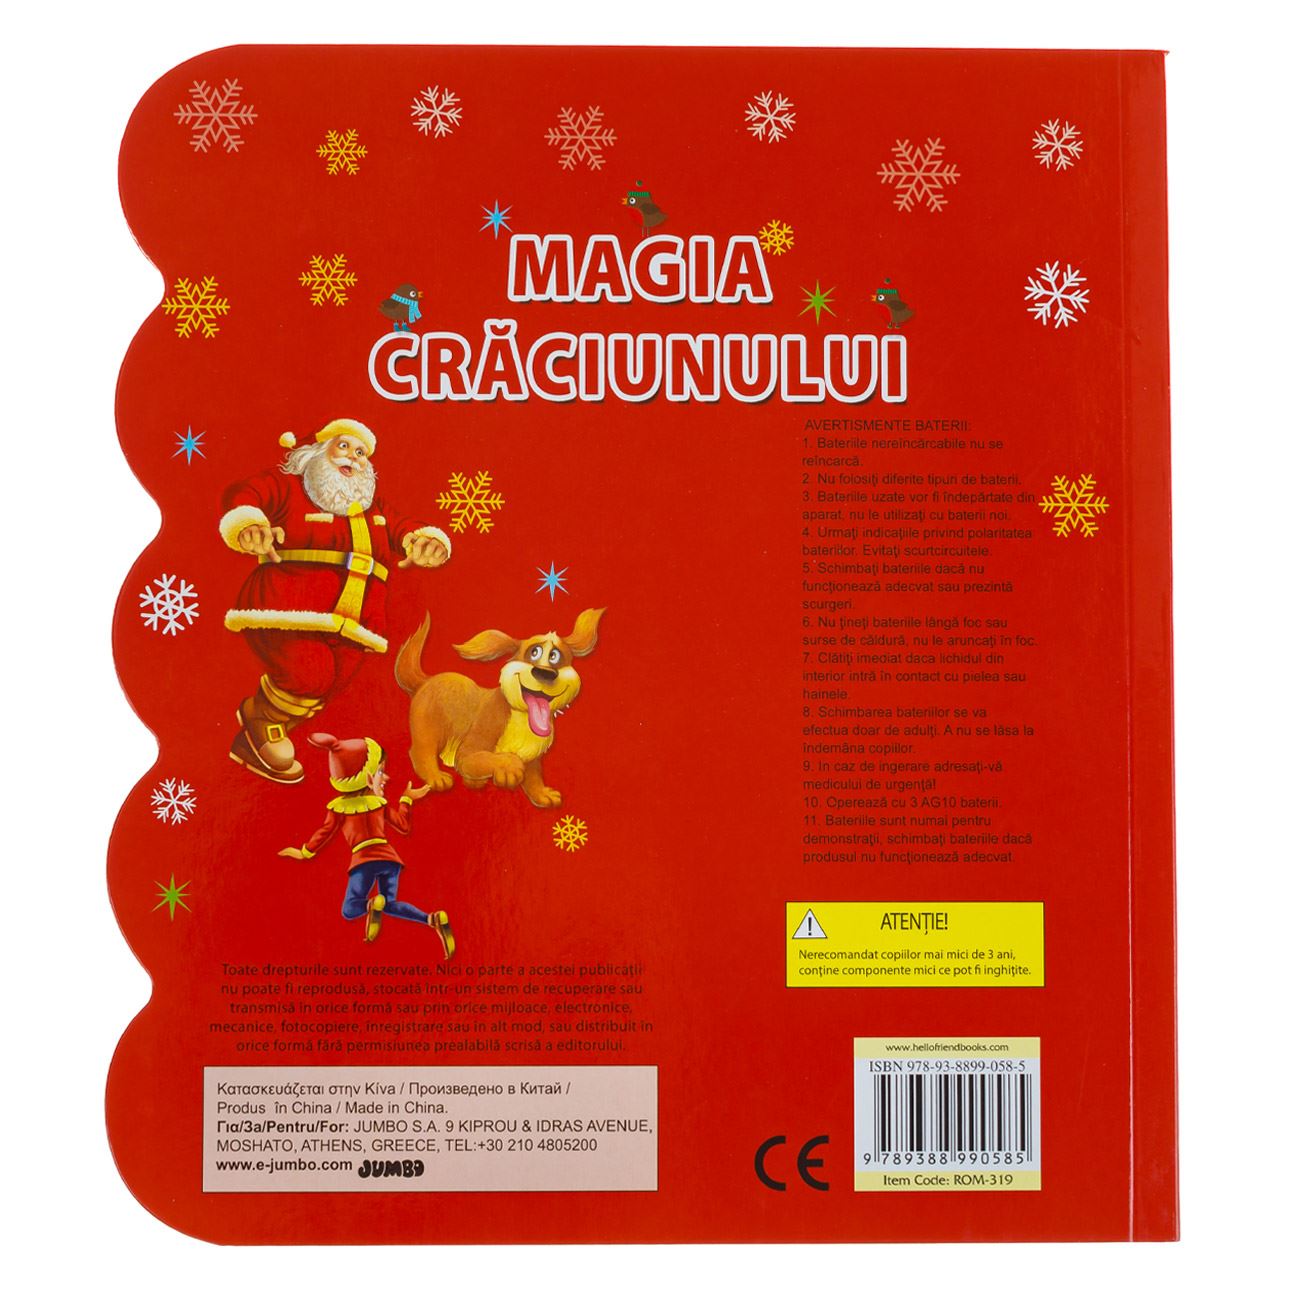 MAGIA
CRĂCIUNULUI
AVERTISMENTE BATERII:
1. Bateriile nereîncărcabile nu se
reîncarcă.
2. Nu folosiţi diferite tipuri de baterii.
3. Bateriile uzate vor fi îndepărtate din
aparat, nu le utilizaţi cu baterii noi.
4. Urmaţi indicaţiile privind polaritatea
bateriilor. Evitaţi scurtcircuitele.
5. Schimbaţi bateriile dacă nu
funcţionează adecvat sau prezintă
scurgeri.
6. Nu ţineţi bateriile lângă foc sau
surse de căldură, nu le aruncaţi în foc.
7. Clătiţi imediat daca lichidul din
interior intră în contact cu pielea sau
hainele.
8. Schimbarea bateriilor se va
efectua doar de adulţi. A nu se lăsa la
îndemâna copiilor.
9. In caz de ingerare adresaţi-vă
medicului de urgenţă!
10. Operează cu 3 AG10 baterii.
11. Bateriile sunt numai pentru
demonstraţii, schimbaţi bateriile dacă
produsul nu funcţionează adecvat.
ATENŢIE!
Nerecomandat copiilor mai mici de 3 ani,
conţine componente mici ce pot fi inghiţite.
Toate drepturile sunt rezervate. Nici o parte a acestei publicaţii
nu poate fi reprodusă, stocată într-un sistem de recuperare sau
transmisă în orice formă sau prin orice mijloace, electronice,
mecanice, fotocopiere, înregistrare sau în alt mod, sau distribuit în
orice formă fără permisiunea prealabilă scrisă a editorului.
Κατασκευάζεται στην Κίνα / Произведено в Китай /
Produs în China / Made in China.
Για/За/Pentru/For: JUMBO S.A. 9 KIPROU & IDRAS AVENUE,
MOSHATO, ATHENS, GREECE, TEL:+30 210 4805200
www.e-jumbo.com JUMBO
CE
www.hellofriendbooks.com
ISBN 978-93-8899-058-5
9 789388 990585
Item Code: ROM-319